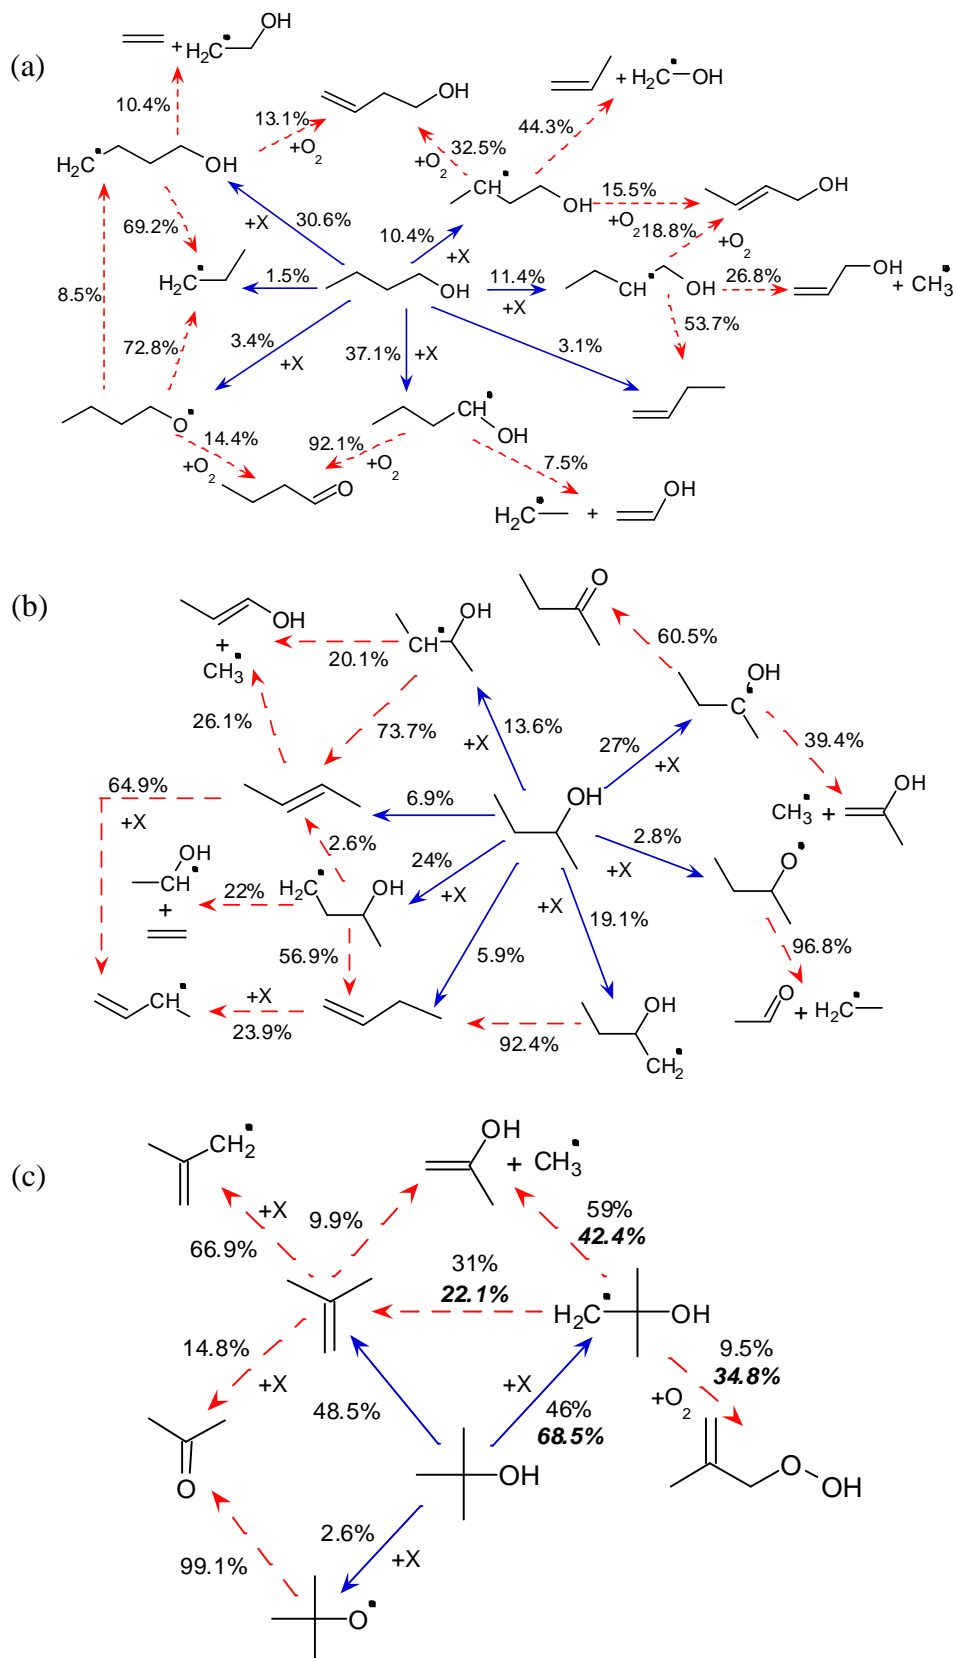 (a)
OH
+ H₂C•
10.4%
13.1%
+O₂
OH
+ H₂C•—OH
32.5%
+O₂
44.3%
H₂C•
OH
CH•
OH
15.5%
+O₂
18.8%
+O₂
OH
69.2%
+X
30.6%
10.4%
+X
H₂C•
1.5%
OH
11.4%
+X
CH•
OH
26.8%
OH
+ CH₃•
8.5%
72.8%
3.4%
+X
37.1%
+X
3.1%
53.7%
O•
14.4%
+O₂
92.1%
+O₂
CH•
OH
7.5%
O
H₂C•
+
OH
(b)
OH
+
CH₃•
20.1%
OH
CH•
O
60.5%
OH
C•
26.1%
73.7%
+X
13.6%
27%
+X
39.4%
64.9%
+X
6.9%
OH
CH₃• +
OH
2.6%
24%
+X
2.8%
+X
O•
OH
CH•
+
22%
H₂C•
OH
+X
19.1%
96.8%
56.9%
5.9%
CH•
+X
23.9%
92.4%
OH
CH₂•
O
+ H₂C•
(c)
CH₂•
OH
+ CH₃•
+X
66.9%
9.9%
59%
42.4%
31%
22.1%
H₂C•
OH
14.8%
+X
48.5%
+X
46%
68.5%
9.5%
34.8%
+O₂
O
OH
O
OH
2.6%
+X
99.1%
O•